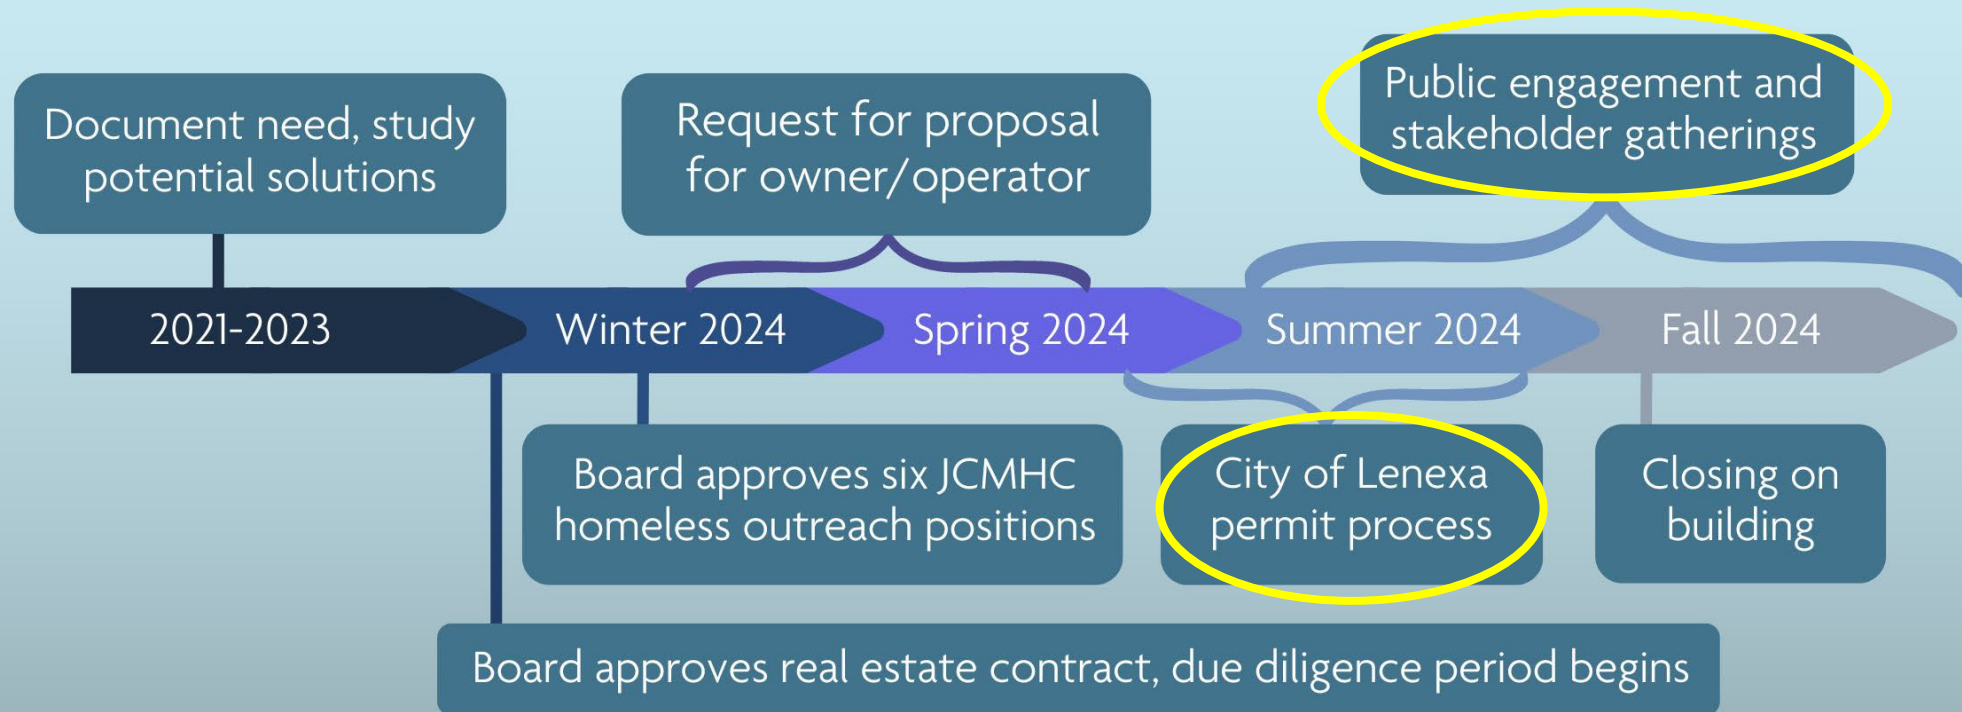 Document need, study
potential solutions
Request for proposal
for owner/operator
Public engagement and
stakeholder gatherings
2021-2023
Winter 2024
Spring 2024
Summer 2024
Fall 2024
Board approves six JCMHC
homeless outreach positions
City of Lenexa
permit process
Closing on
building
Board approves real estate contract, due diligence period begins